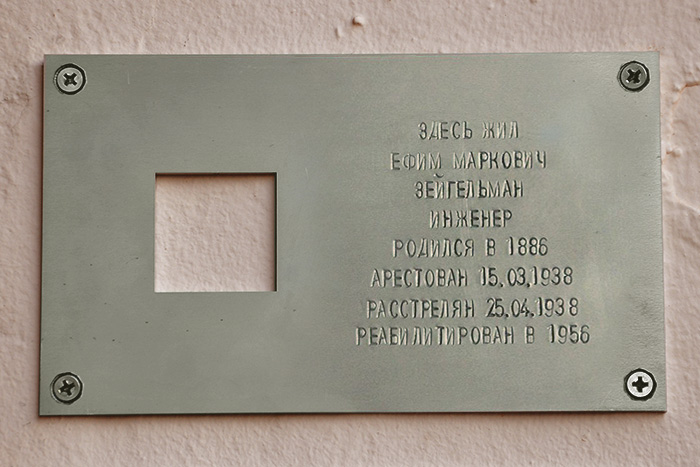 ЗДЕСЬ ЖИЛ
ЕФИМ МАРКОВИЧ
ЗЕЙГЕЛЬМАН
ИНЖЕНЕР
РОДИЛСЯ В 1886
АРЕСТОВАН 15.03.1938
РАССТРЕЛЯН 25.04.1938
РЕАБИЛИТИРОВАН В 1956